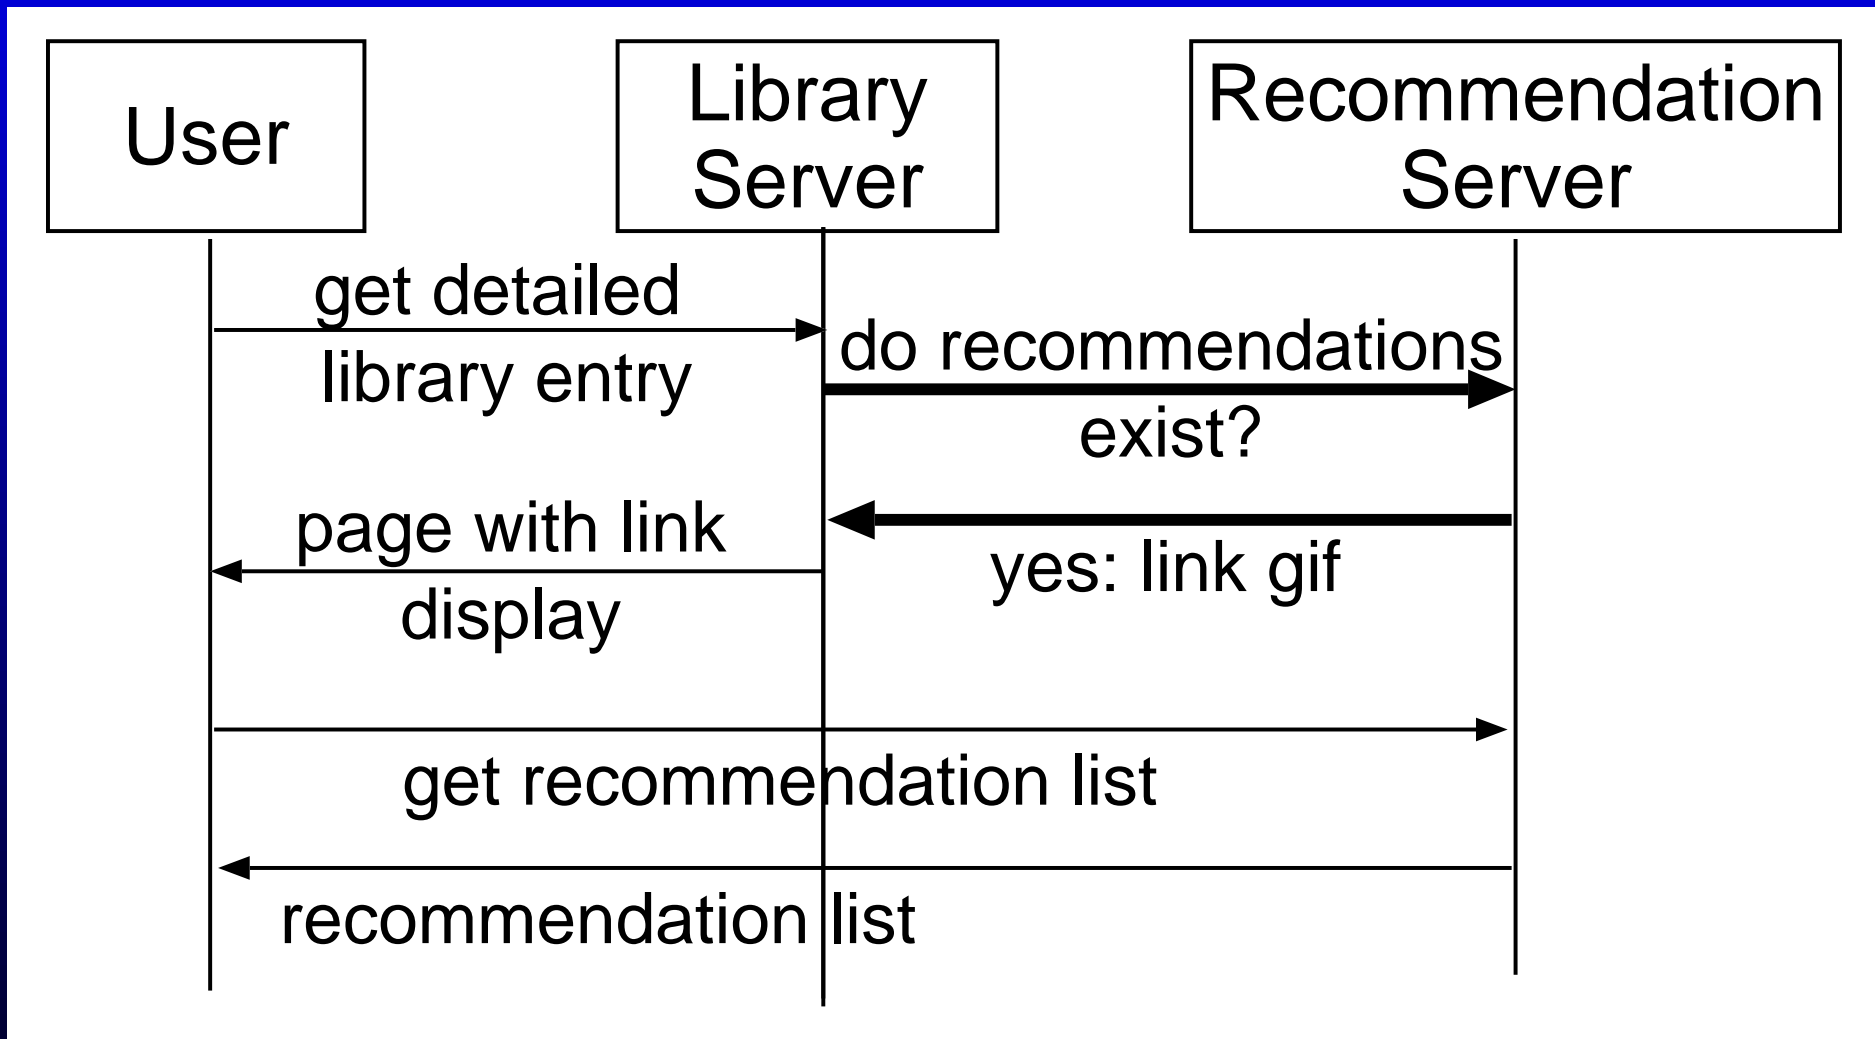 User
Library
Server
Recommendation
Server
get detailed
library entry
do recommendations
exist?
page with link
display
yes: link gif
get recommendation list
recommendation list